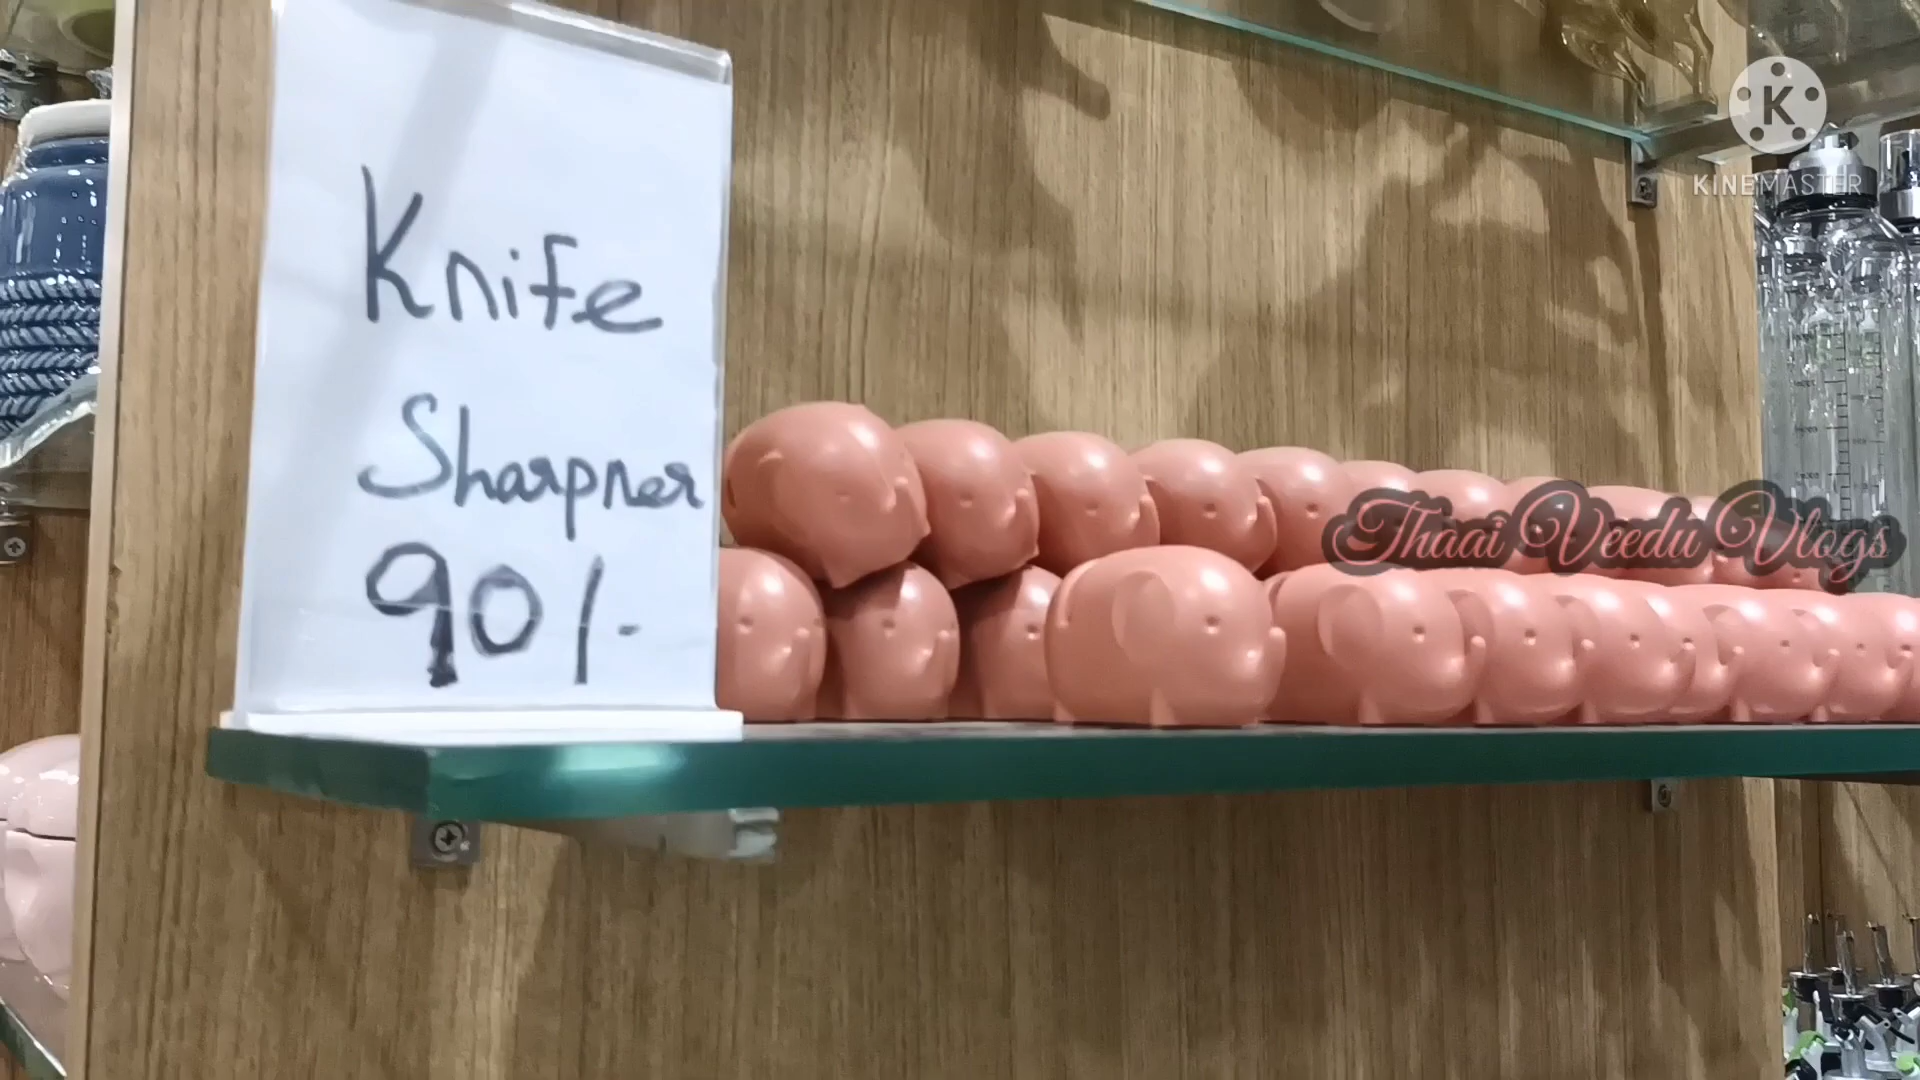 K
KINEMASTER
Knife
Sharpner
90/-
Thaai Veedu Vlogs